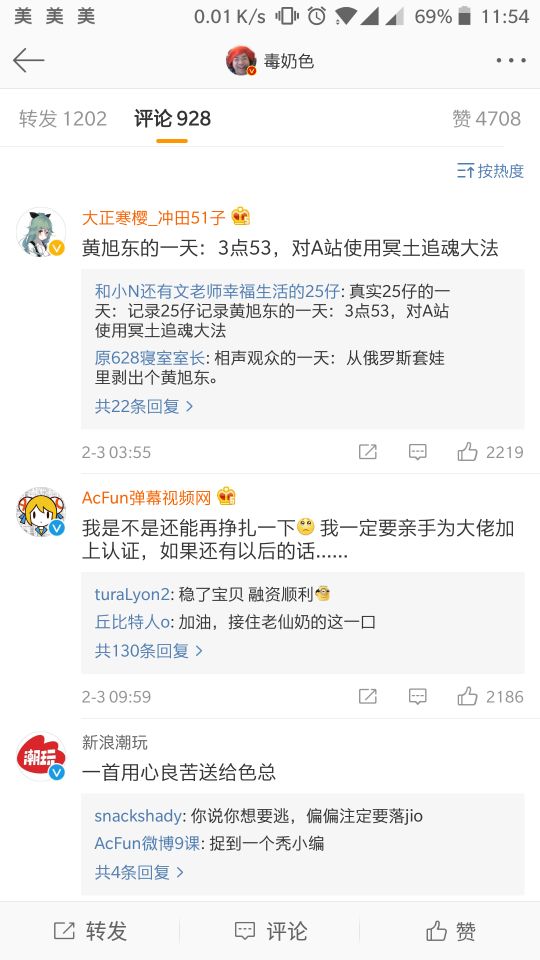 美 美 美 0.01 K/s 69% 11:54
毒奶色
转发 1202 评论 928 赞 4708
按热度
大正寒樱_冲田51子
黄旭东的一天：3点53，对A站使用冥土追魂大法
和小N还有文老师幸福生活的25仔: 真实25仔的一
天：记录25仔记录黄旭东的一天：3点53，对A站
使用冥土追魂大法
原628寝室室长: 相声观众的一天：从俄罗斯套娃
里剥出个黄旭东。
共22条回复 >
2-3 03:55 2219
AcFun弹幕视频网
我是不是还能再挣扎一下 我一定要亲手为大佬加
上认证，如果还有以后的话......
turaLyon2: 稳了宝贝 融资顺利
丘比特人o: 加油，接住老仙奶的这一口
共130条回复 >
2-3 09:59 2186
潮玩
新浪潮玩
一首用心良苦送给色总
snackshady: 你说你想要逃，偏偏注定要落jio
AcFun微博9课: 捉到一个秃小编
共4条回复 >
转发 评论 赞